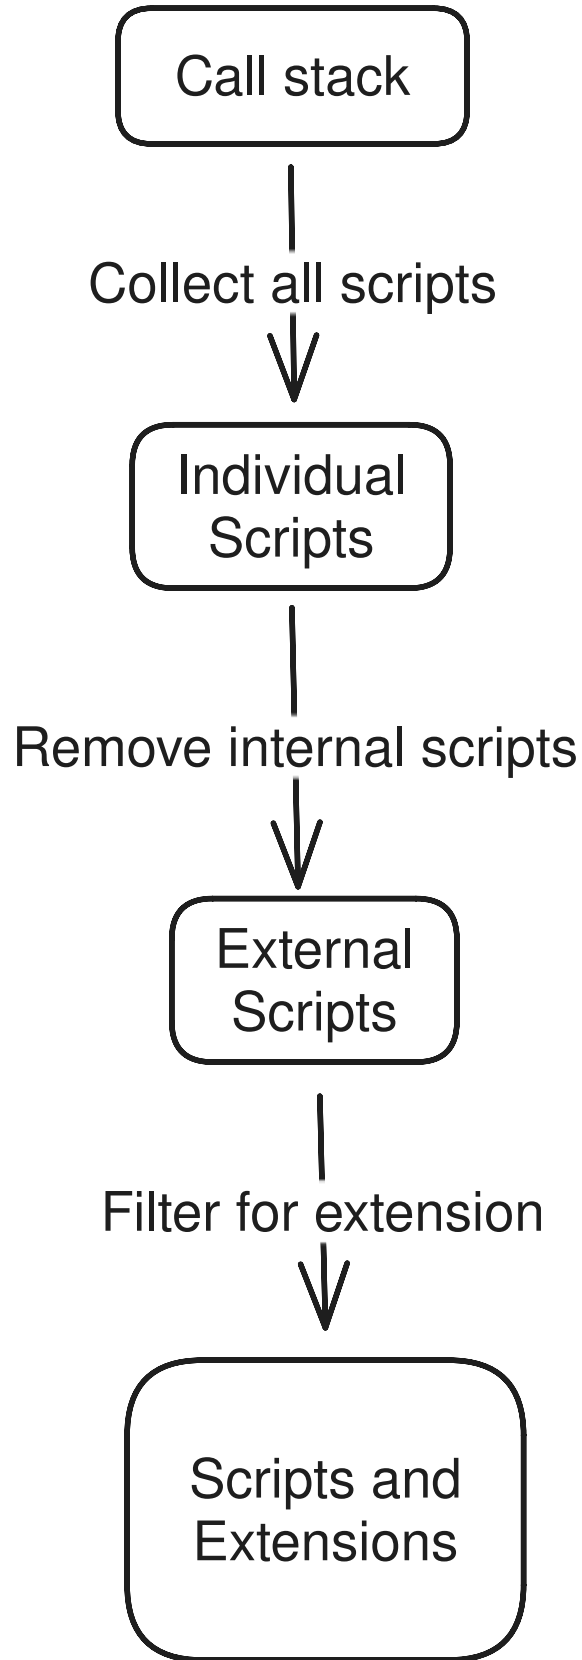 Call stack
Collect all scripts
Individual
Scripts
Remove internal scripts
External
Scripts
Filter for extension
Scripts and
Extensions